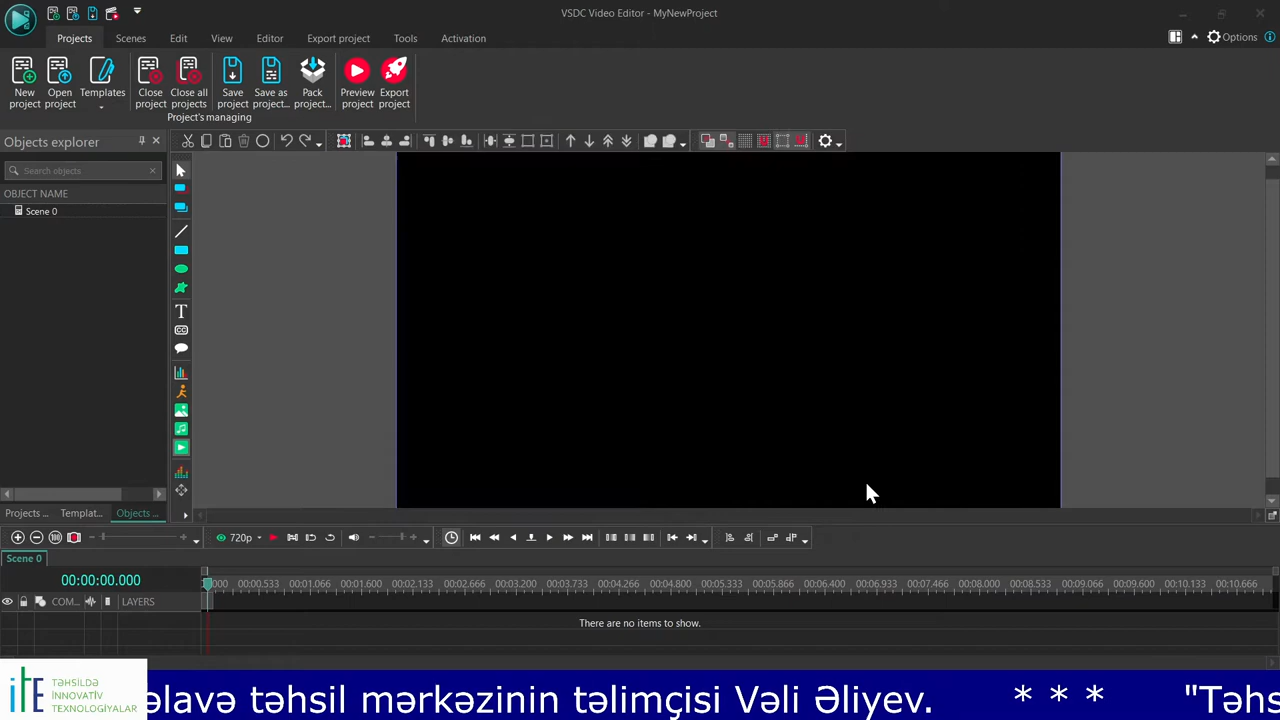 VSDC Video Editor - MyNewProject
Projects
Scenes
Edit
View
Editor
Export project
Tools
Activation
Options
New project
Open project
Templates
Close project
Close all projects
Save project
Save as project...
Pack project...
Preview project
Export project
Project's managing
Objects explorer
Search objects
OBJECT NAME
Scene 0
Projects ...
Templat...
Objects ...
720p
Scene 0
00:00:00.000
000 00:00.533 00:01.066 00:01.600 00:02.133 00:02.666 00:03.200 00:03.733 00:04.266 00:04.800 00:05.333 00:05.866 00:06.400 00:06.933 00:07.466 00:08.000 00:08.533 00:09.066 00:09.600 00:10.133 00:10.666
COM...
LAYERS
There are no items to show.
ite
TƏHSİLDƏ
İNNOVATİV
TEXNOLOGİYALAR
əlavə təhsil mərkəzinin təlimçisi Vəli Əliyev. * * * "Təhs